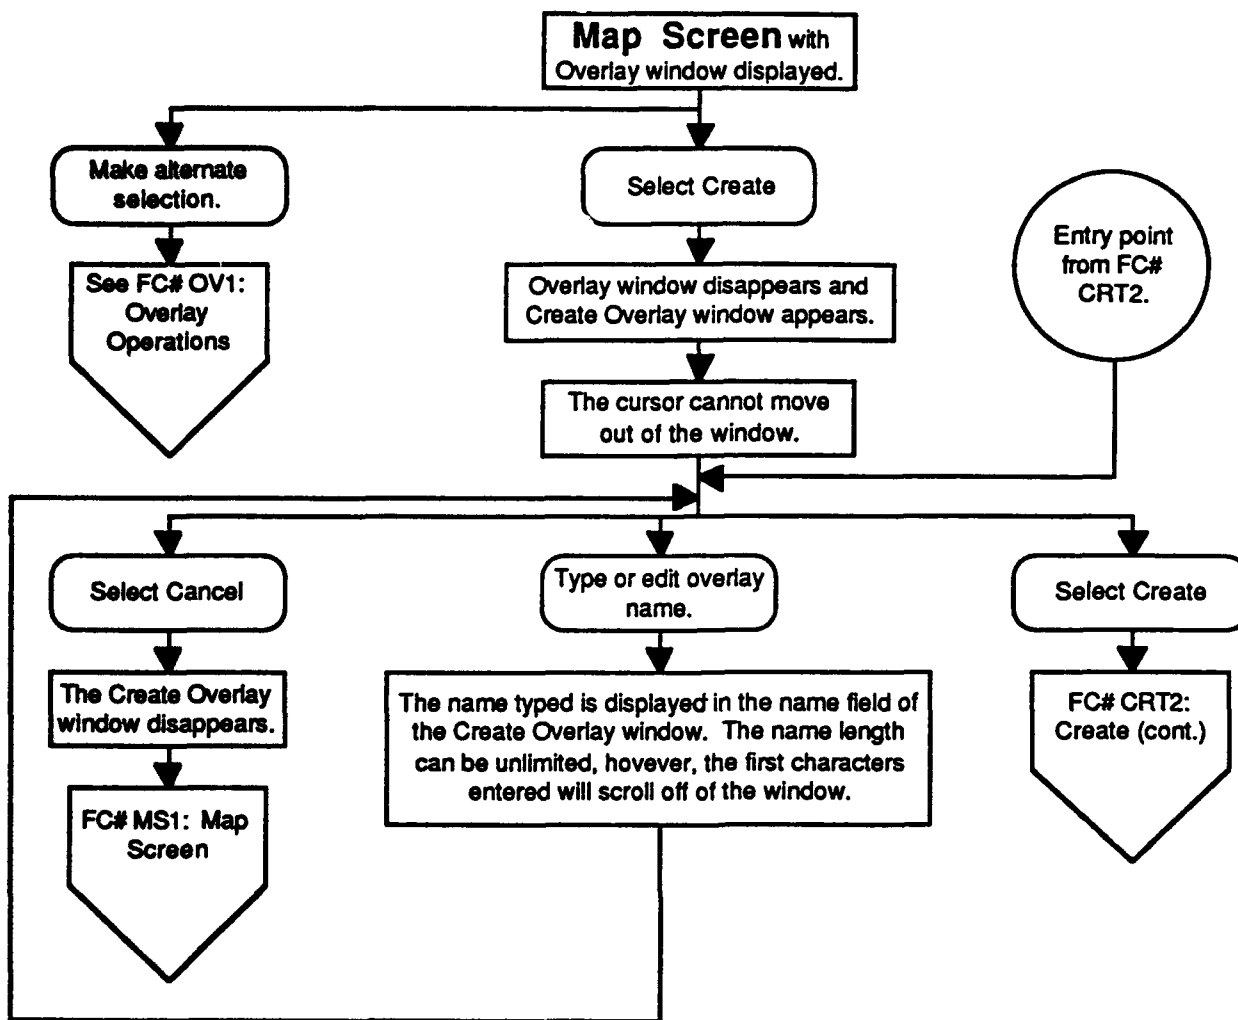 Map Screen with
Overlay window displayed.
Make alternate
selection.
Select Create
Entry point
from FC#
CRT2.
See FC# OV1:
Overlay
Operations
Overlay window disappears and
Create Overlay window appears.
The cursor cannot move
out of the window.
Select Cancel
Type or edit overlay
name.
Select Create
The Create Overlay
window disappears.
The name typed is displayed in the name field of
the Create Overlay window. The name length
can be unlimited, hovever, the first characters
entered will scroll off of the window.
FC# CRT2:
Create (cont.)
FC# MS1: Map
Screen